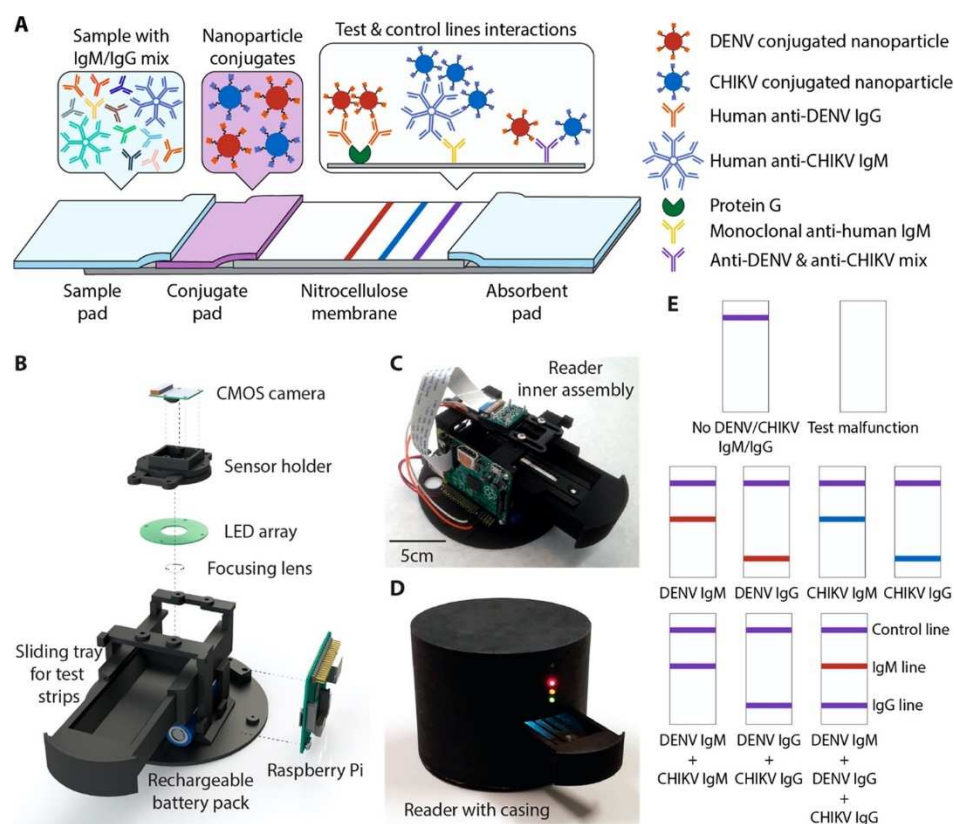 A
Sample with
IgM/IgG mix
Nanoparticle
conjugates
Test & control lines interactions
Sample
pad
Conjugate
pad
Nitrocellulose
membrane
Absorbent
pad
DENV conjugated nanoparticle
CHIKV conjugated nanoparticle
Human anti-DENV IgG
Human anti-CHIKV IgM
Protein G
Monoclonal anti-human IgM
Anti-DENV & anti-CHIKV mix
B
CMOS camera
Sensor holder
LED array
Focusing lens
Sliding tray
for test
strips
Rechargeable
battery pack
Raspberry Pi
C
Reader
inner assembly
5cm
D
Reader with casing
E
No DENV/CHIKV
IgM/IgG
Test malfunction
DENV IgM
DENV IgG
CHIKV IgM
CHIKV IgG
Control line
IgM line
IgG line
DENV IgM
+
CHIKV IgM
DENV IgG
+
CHIKV IgG
DENV IgM
+
DENV IgG
+
CHIKV IgG